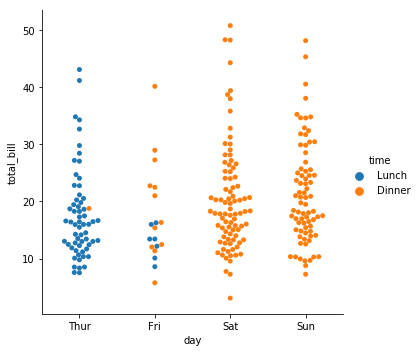 50
40
30
20
10
total_bill
Thur Fri Sat Sun
day
time
Lunch
Dinner